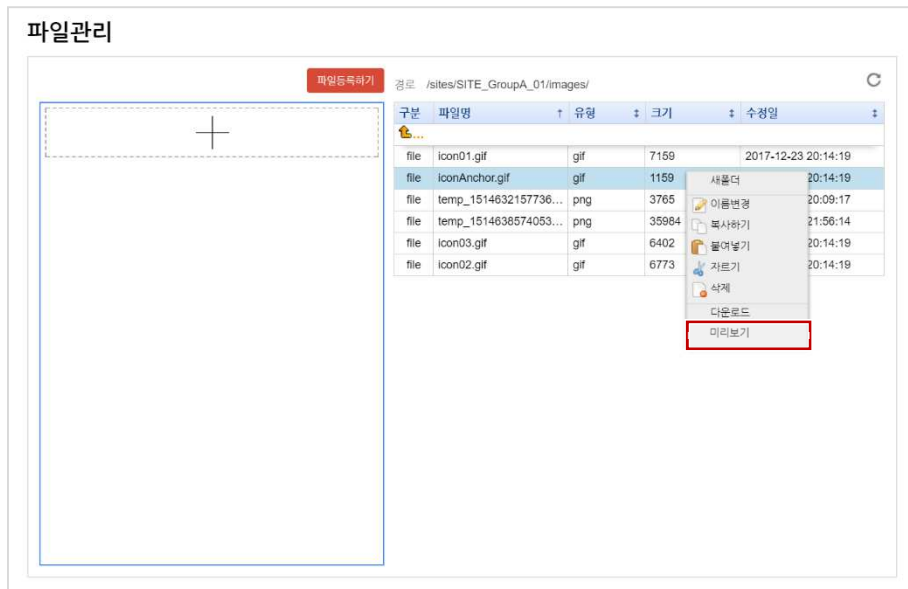 파일관리
파일등록하기
경로 /sites/SITE_GroupA_01/images/
구분 파일명 유형 크기 수정일
...
file icon01.gif gif 7159 2017-12-23 20:14:19
file iconAnchor.gif gif 1159 20:14:19
file temp_1514632157736... png 3765 20:09:17
file temp_1514638574053... png 35984 21:56:14
file icon03.gif gif 6402 20:14:19
file icon02.gif gif 6773 20:14:19
새폴더
이름변경
복사하기
붙여넣기
자르기
삭제
다운로드
미리보기